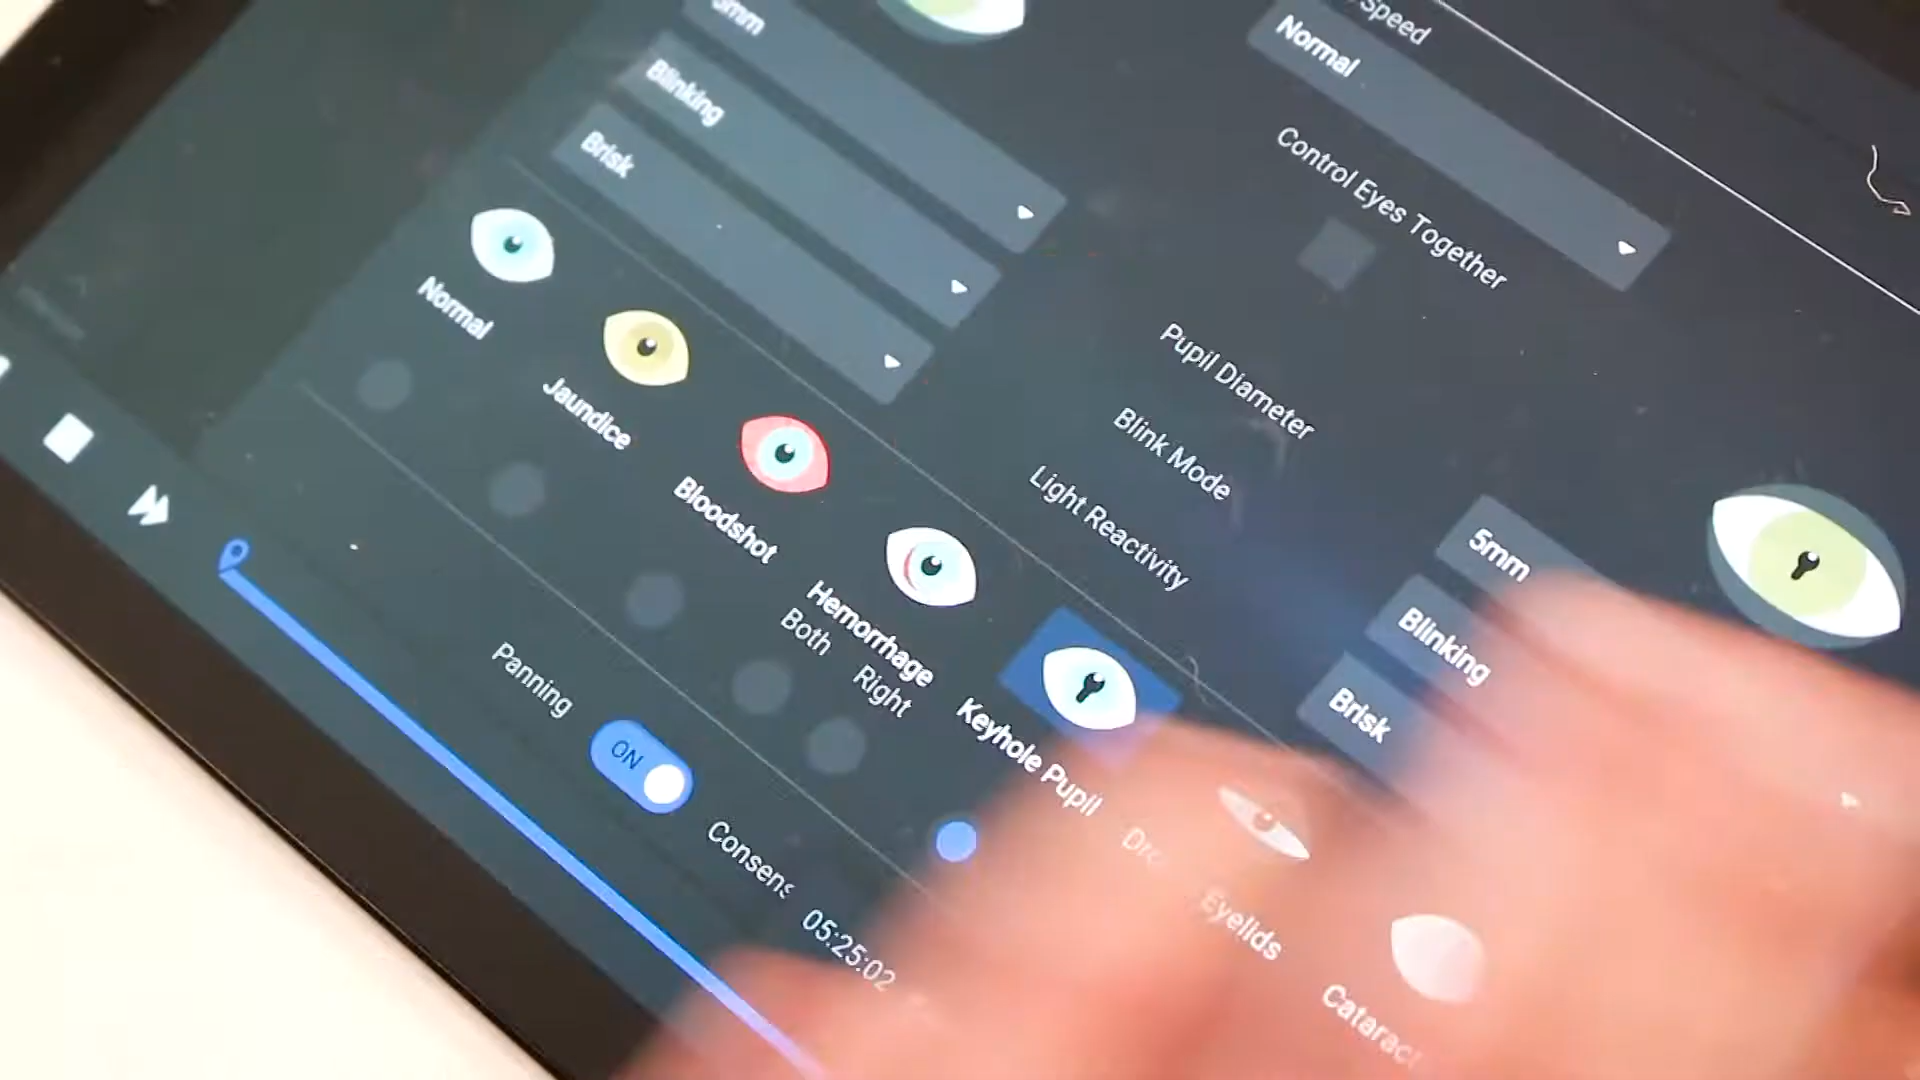 Speed
Normal
Control Eyes Together
Blinking
Brisk
Pupil Diameter
Blink Mode
Light Reactivity
5mm
Blinking
Brisk
Normal
Jaundice
Bloodshot
Hemorrhage
Keyhole Pupil
Eyelids
Both
Right
Panning
ON
05:25:02